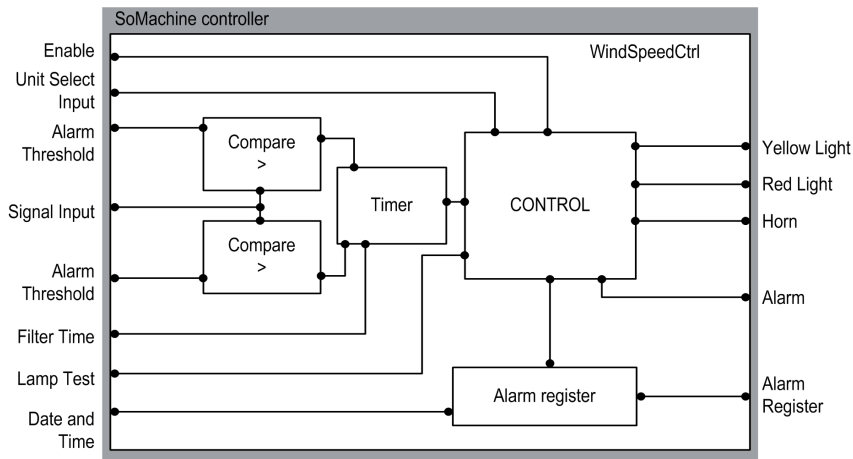 SoMachine controller
WindSpeedCtrl
Enable
Unit Select
Input
Alarm
Threshold
Signal Input
Alarm
Threshold
Filter Time
Lamp Test
Date and
Time
Compare
>
Compare
>
Timer
CONTROL
Alarm register
Yellow Light
Red Light
Horn
Alarm
Alarm
Register